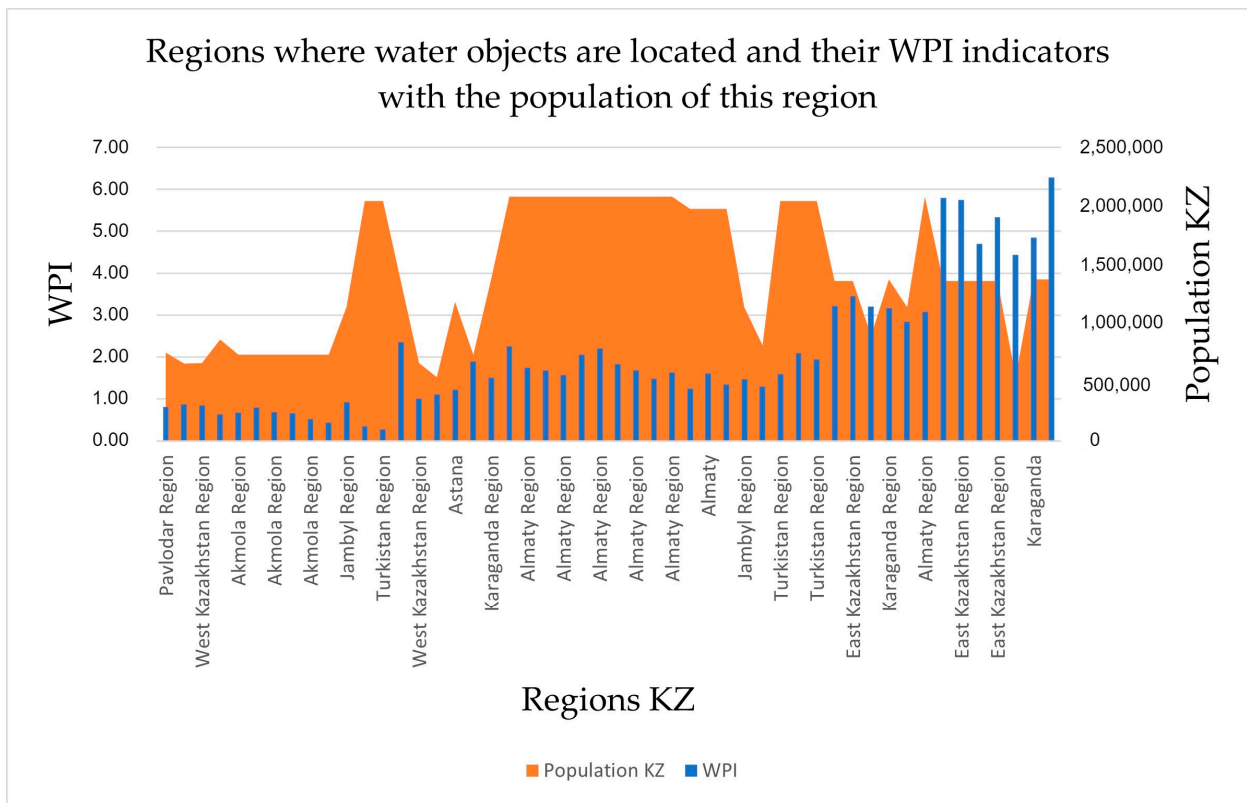 Regions where water objects are located and their WPI indicators
with the population of this region
7.00
6.00
5.00
4.00
3.00
2.00
1.00
0.00
WPI
2,500,000
2,000,000
1,500,000
1,000,000
500,000
0
Population KZ
Pavlodar Region
West Kazakhstan Region
Akmola Region
Akmola Region
Akmola Region
Jambyl Region
Turkistan Region
West Kazakhstan Region
Astana
Karaganda Region
Almaty Region
Almaty Region
Almaty Region
Almaty Region
Almaty Region
Almaty
Jambyl Region
Turkistan Region
Turkistan Region
East Kazakhstan Region
Karaganda Region
Almaty Region
East Kazakhstan Region
East Kazakhstan Region
Karaganda
Regions KZ
Population KZ
WPI